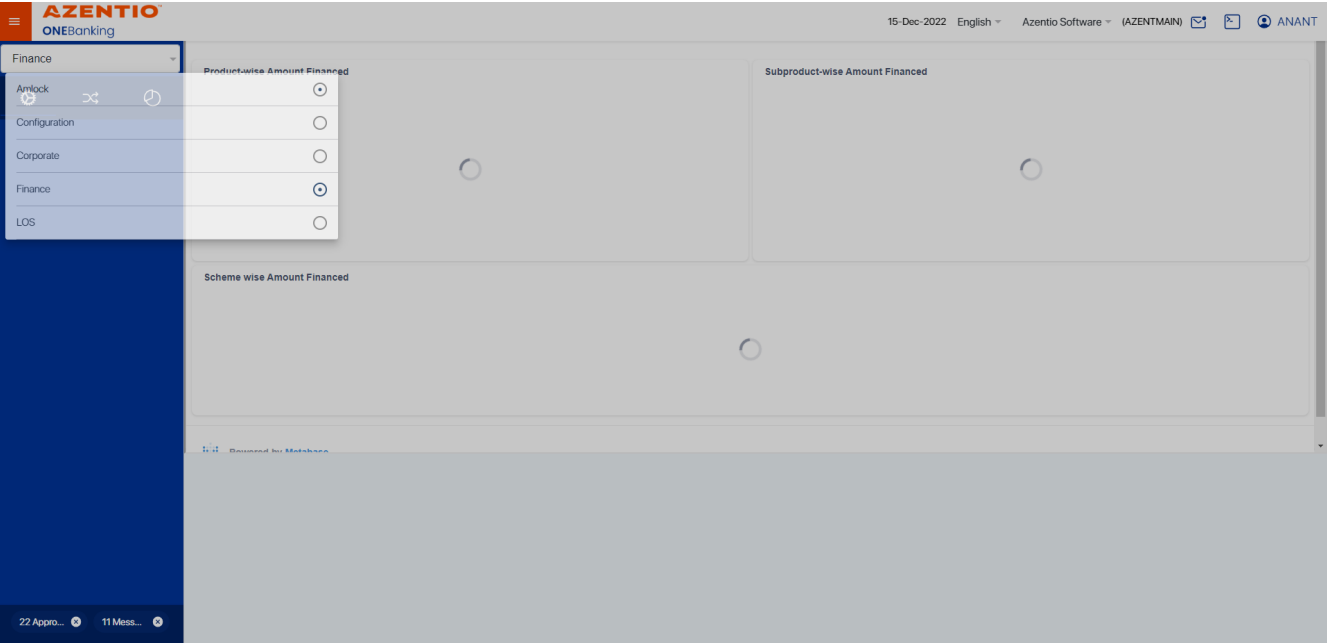 AZENTIO
ONEBanking
15-Dec-2022 English Azentio Software (AZENTMAIN) ANANT
Finance
Amlock
Configuration
Corporate
Finance
LOS
Product-wise Amount Financed
Subproduct-wise Amount Financed
Scheme wise Amount Financed
Powered by Metabase
22 Appro...
11 Mess...